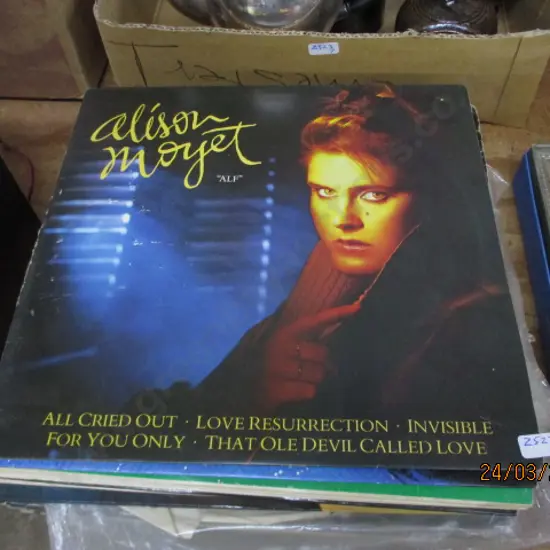 2523
alison
moyet
"ALF"
ALL CRIED OUT · LOVE RESURRECTION · INVISIBLE
FOR YOU ONLY · THAT OLE DEVIL CALLED LOVE
24/03/